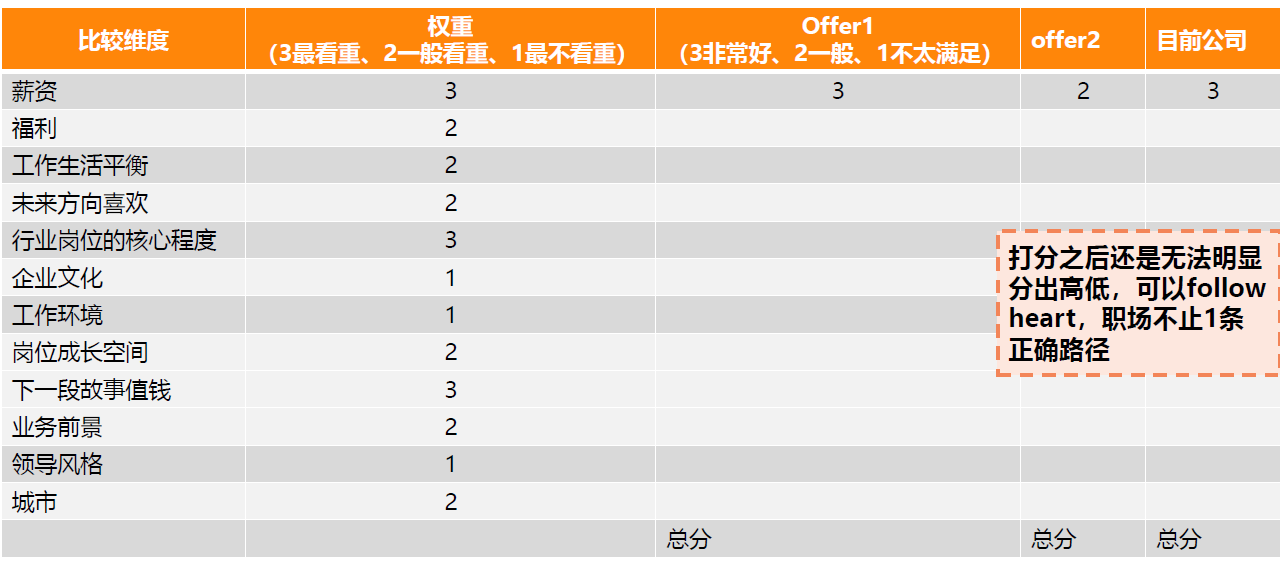 比较维度 权重 Offer1 offer2 目前公司
（3最看重、2一般看重、1最不看重） （3非常好、2一般、1不太满足）
薪资 3 3 2 3
福利 2
工作生活平衡 2
未来方向喜欢 2
行业岗位的核心程度 3
企业文化 1
工作环境 1
岗位成长空间 2
下一段故事值钱 3
业务前景 2
领导风格 1
城市 2
总分 总分 总分
打分之后还是无法明显
分出高低，可以follow
heart，职场不止1条
正确路径